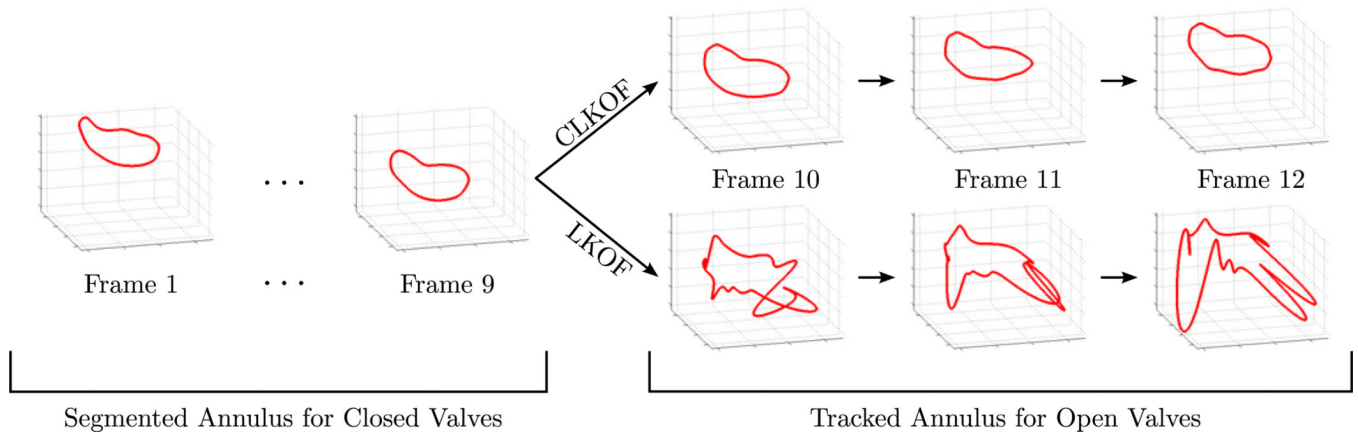 CLKOF
Frame 10
Frame 11
Frame 12
. . .
Frame 1
. . .
Frame 9
LKOF
Segmented Annulus for Closed Valves
Tracked Annulus for Open Valves